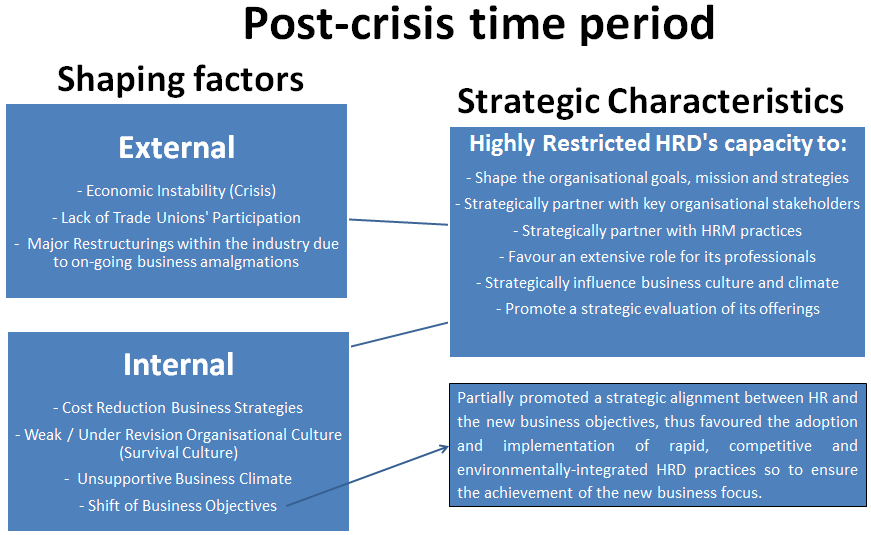 Post-crisis time period
Shaping factors
External
- Economic Instability (Crisis)
- Lack of Trade Unions' Participation
- Major Restructurings within the industry due
to on-going business amalgmations
Internal
- Cost Reduction Business Strategies
- Weak / Under Revision Organisational Culture
(Survival Culture)
- Unsupportive Business Climate
- Shift of Business Objectives
Strategic Characteristics
Highly Restricted HRD's capacity to:
- Shape the organisational goals, mission and strategies
- Strategically partner with key organisational stakeholders
- Strategically partner with HRM practices
- Favour an extensive role for its professionals
- Strategically influence business culture and climate
- Promote a strategic evaluation of its offerings
Partially promoted a strategic alignment between HR and
the new business objectives, thus favoured the adoption
and implementation of rapid, competitive and
environmentally-integrated HRD practices so to ensure
the achievement of the new business focus.